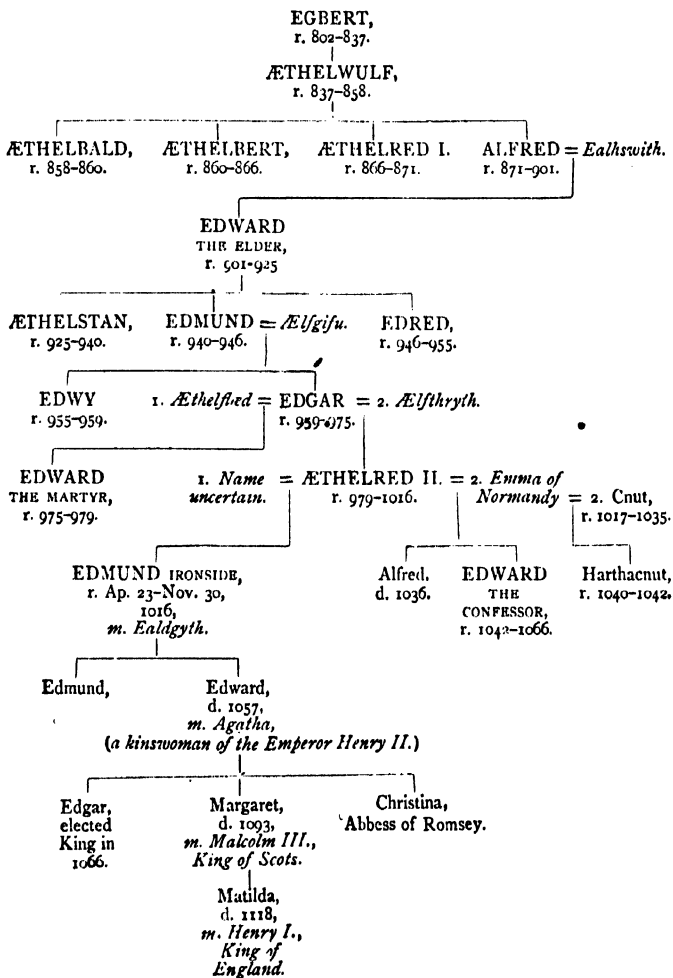 EGBERT,
r. 802–837.
ÆTHELWULF,
r. 837–858.
ÆTHELBALD, ÆTHELBERT, ÆTHELRED I. ALFRED = Ealhswith.
r. 858–860. r. 860–866. r. 866–871. r. 871–901.
EDWARD
THE ELDER,
r. 901-925
ÆTHELSTAN, EDMUND = Ælfgifu. EDRED,
r. 925–940. r. 940–946. r. 946–955.
EDWY 1. Æthelflæd = EDGAR = 2. Ælfthryth.
r. 955–959. r. 959–975.
EDWARD 1. Name = ÆTHELRED II. = 2. Emma of
THE MARTYR, uncertain. r. 979–1016. Normandy = 2. Cnut,
r. 975–979. r. 1017–1035.
EDMUND IRONSIDE, Alfred, EDWARD Harthacnut,
r. Ap. 23–Nov. 30, d. 1036. THE r. 1040–1042.
1016, CONFESSOR,
m. Ealdgyth. r. 1042–1066.
Edmund, Edward,
d. 1057,
m. Agatha,
(a kinswoman of the Emperor Henry II.)
Edgar, Margaret, Christina,
elected d. 1093, Abbess of Romsey.
King in m. Malcolm III.,
1066. King of Scots.
Matilda,
d. 1118,
m. Henry I.,
King of
England.